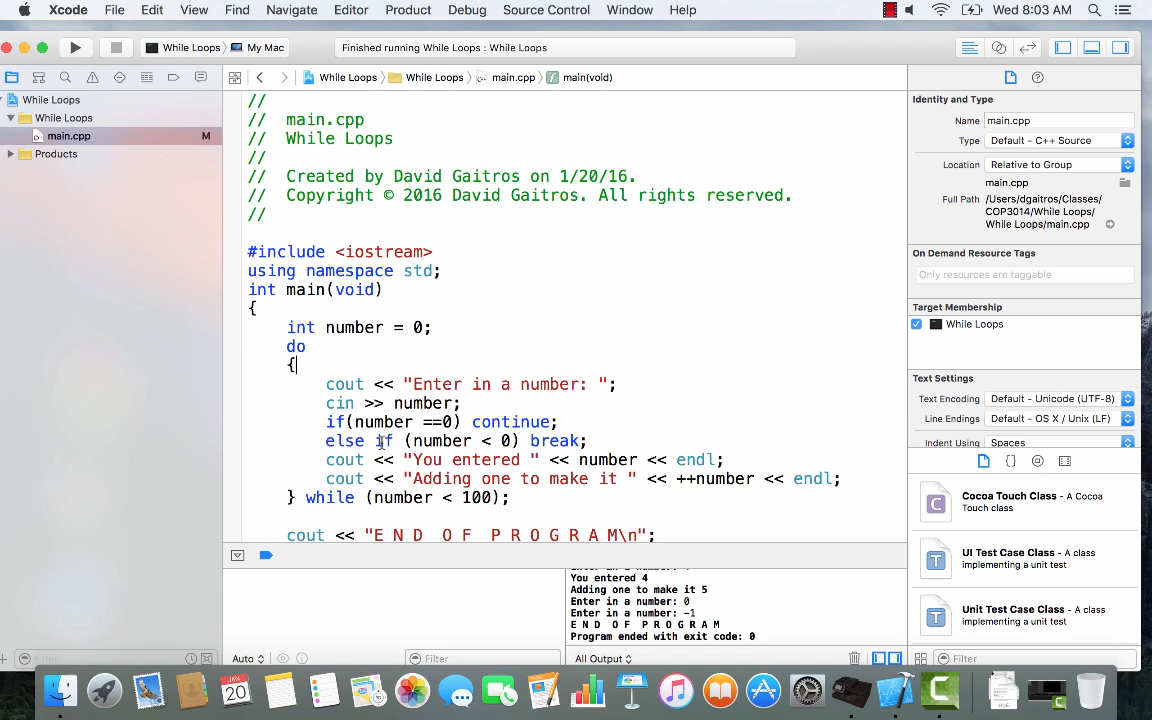 Xcode File Edit View Find Navigate Editor Product Debug Source Control Window Help Wed 8:03 AM
While Loops My Mac Finished running While Loops : While Loops
While Loops While Loops main.cpp main(void)
While Loops
While Loops
main.cpp M
Products
//
// main.cpp
// While Loops
//
// Created by David Gaitros on 1/20/16.
// Copyright © 2016 David Gaitros. All rights reserved.
//
#include <iostream>
using namespace std;
int main(void)
{
int number = 0;
do
{
cout << "Enter in a number: ";
cin >> number;
if(number ==0) continue;
else if (number < 0) break;
cout << "You entered " << number << endl;
cout << "Adding one to make it " << ++number << endl;
} while (number < 100);
cout << "E N D  O F  P R O G R A M\n";
You entered 4
Adding one to make it 5
Enter in a number: 0
Enter in a number: -1
E N D  O F  P R O G R A M
Program ended with exit code: 0
Filter
Auto
Filter
All Output
Identity and Type
Name main.cpp
Type Default - C++ Source
Location Relative to Group
main.cpp
Full Path /Users/dgaitros/Classes/
COP3014/While Loops/
While Loops/main.cpp
On Demand Resource Tags
Only resources are taggable
Target Membership
While Loops
Text Settings
Text Encoding Default - Unicode (UTF-8)
Line Endings Default - OS X / Unix (LF)
Indent Using Spaces
C Cocoa Touch Class - A Cocoa
Touch class
T UI Test Case Class - A class
implementing a unit test
T Unit Test Case Class - A class
implementing a unit test
Filter
20